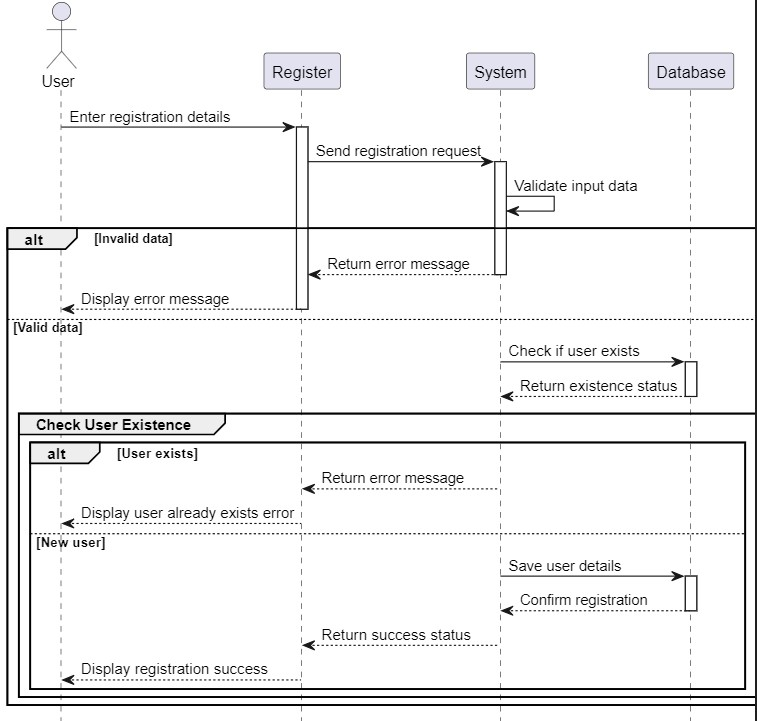 User
Register
System
Database
Enter registration details
Send registration request
Validate input data
alt
[Invalid data]
Return error message
Display error message
[Valid data]
Check if user exists
Return existence status
Check User Existence
alt
[User exists]
Return error message
Display user already exists error
[New user]
Save user details
Confirm registration
Return success status
Display registration success